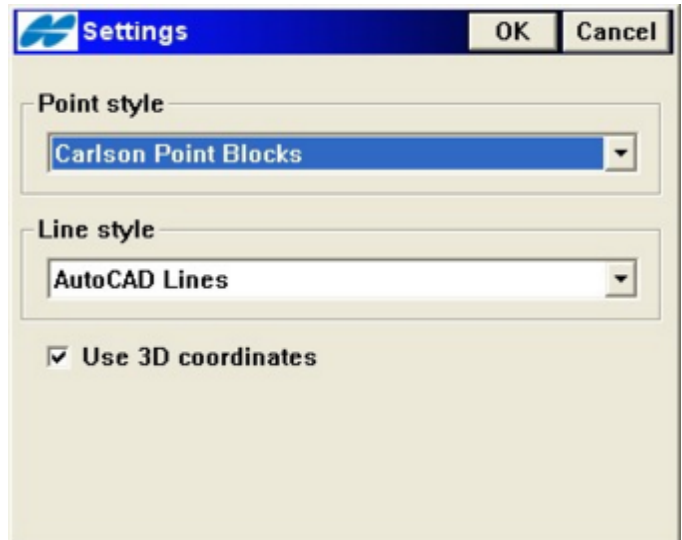 Settings OK Cancel
Point style
Carlson Point Blocks
Line style
AutoCAD Lines
Use 3D coordinates